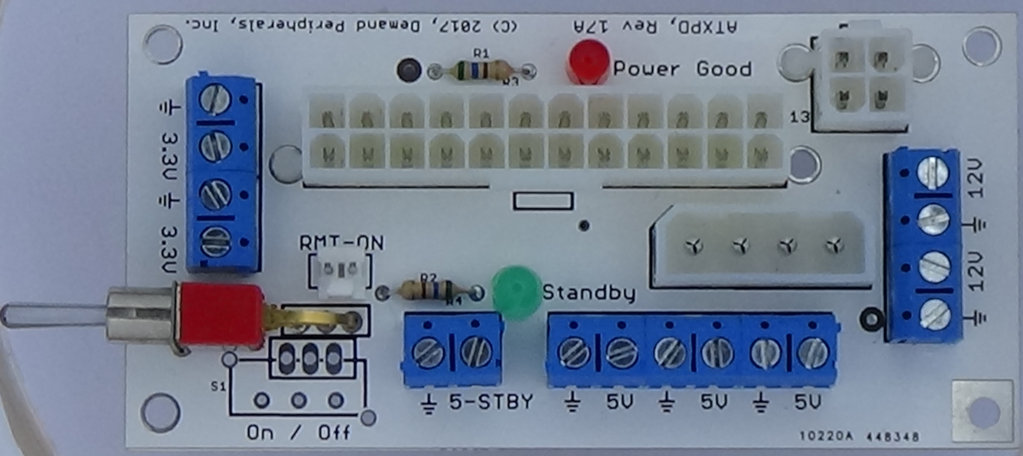 ATXPD, Rev 17A (C) 2017, Demand Peripherals, Inc.
R1
R3
Power Good
13
3.3V
3.3V
12V
12V
RMT-ON
R2
R4
Standby
S1
5-STBY
5V
5V
5V
On / Off
10220A 448348